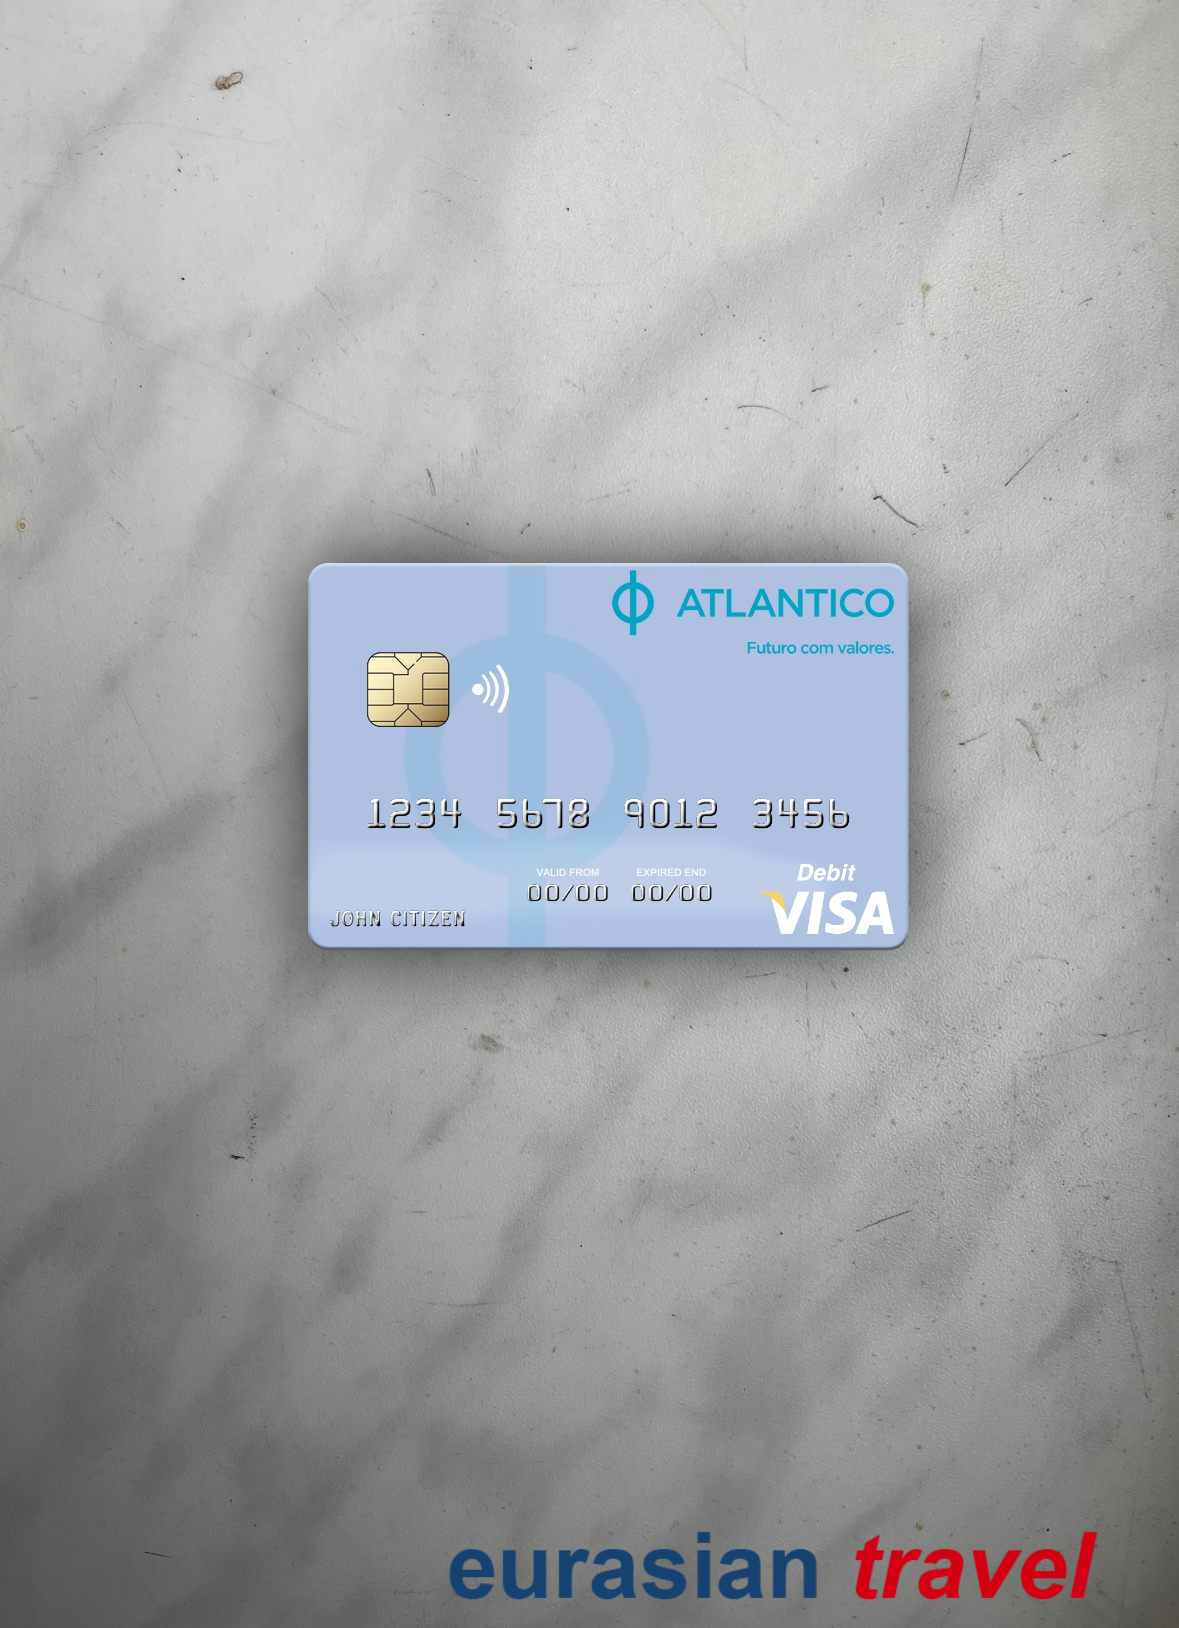 ATLANTICO
Futuro com valores.
1234 5678 9012 3456
VALID FROM EXPIRED END
00/00 00/00
Debit
JOHN CITIZEN
VISA
eurasian travel